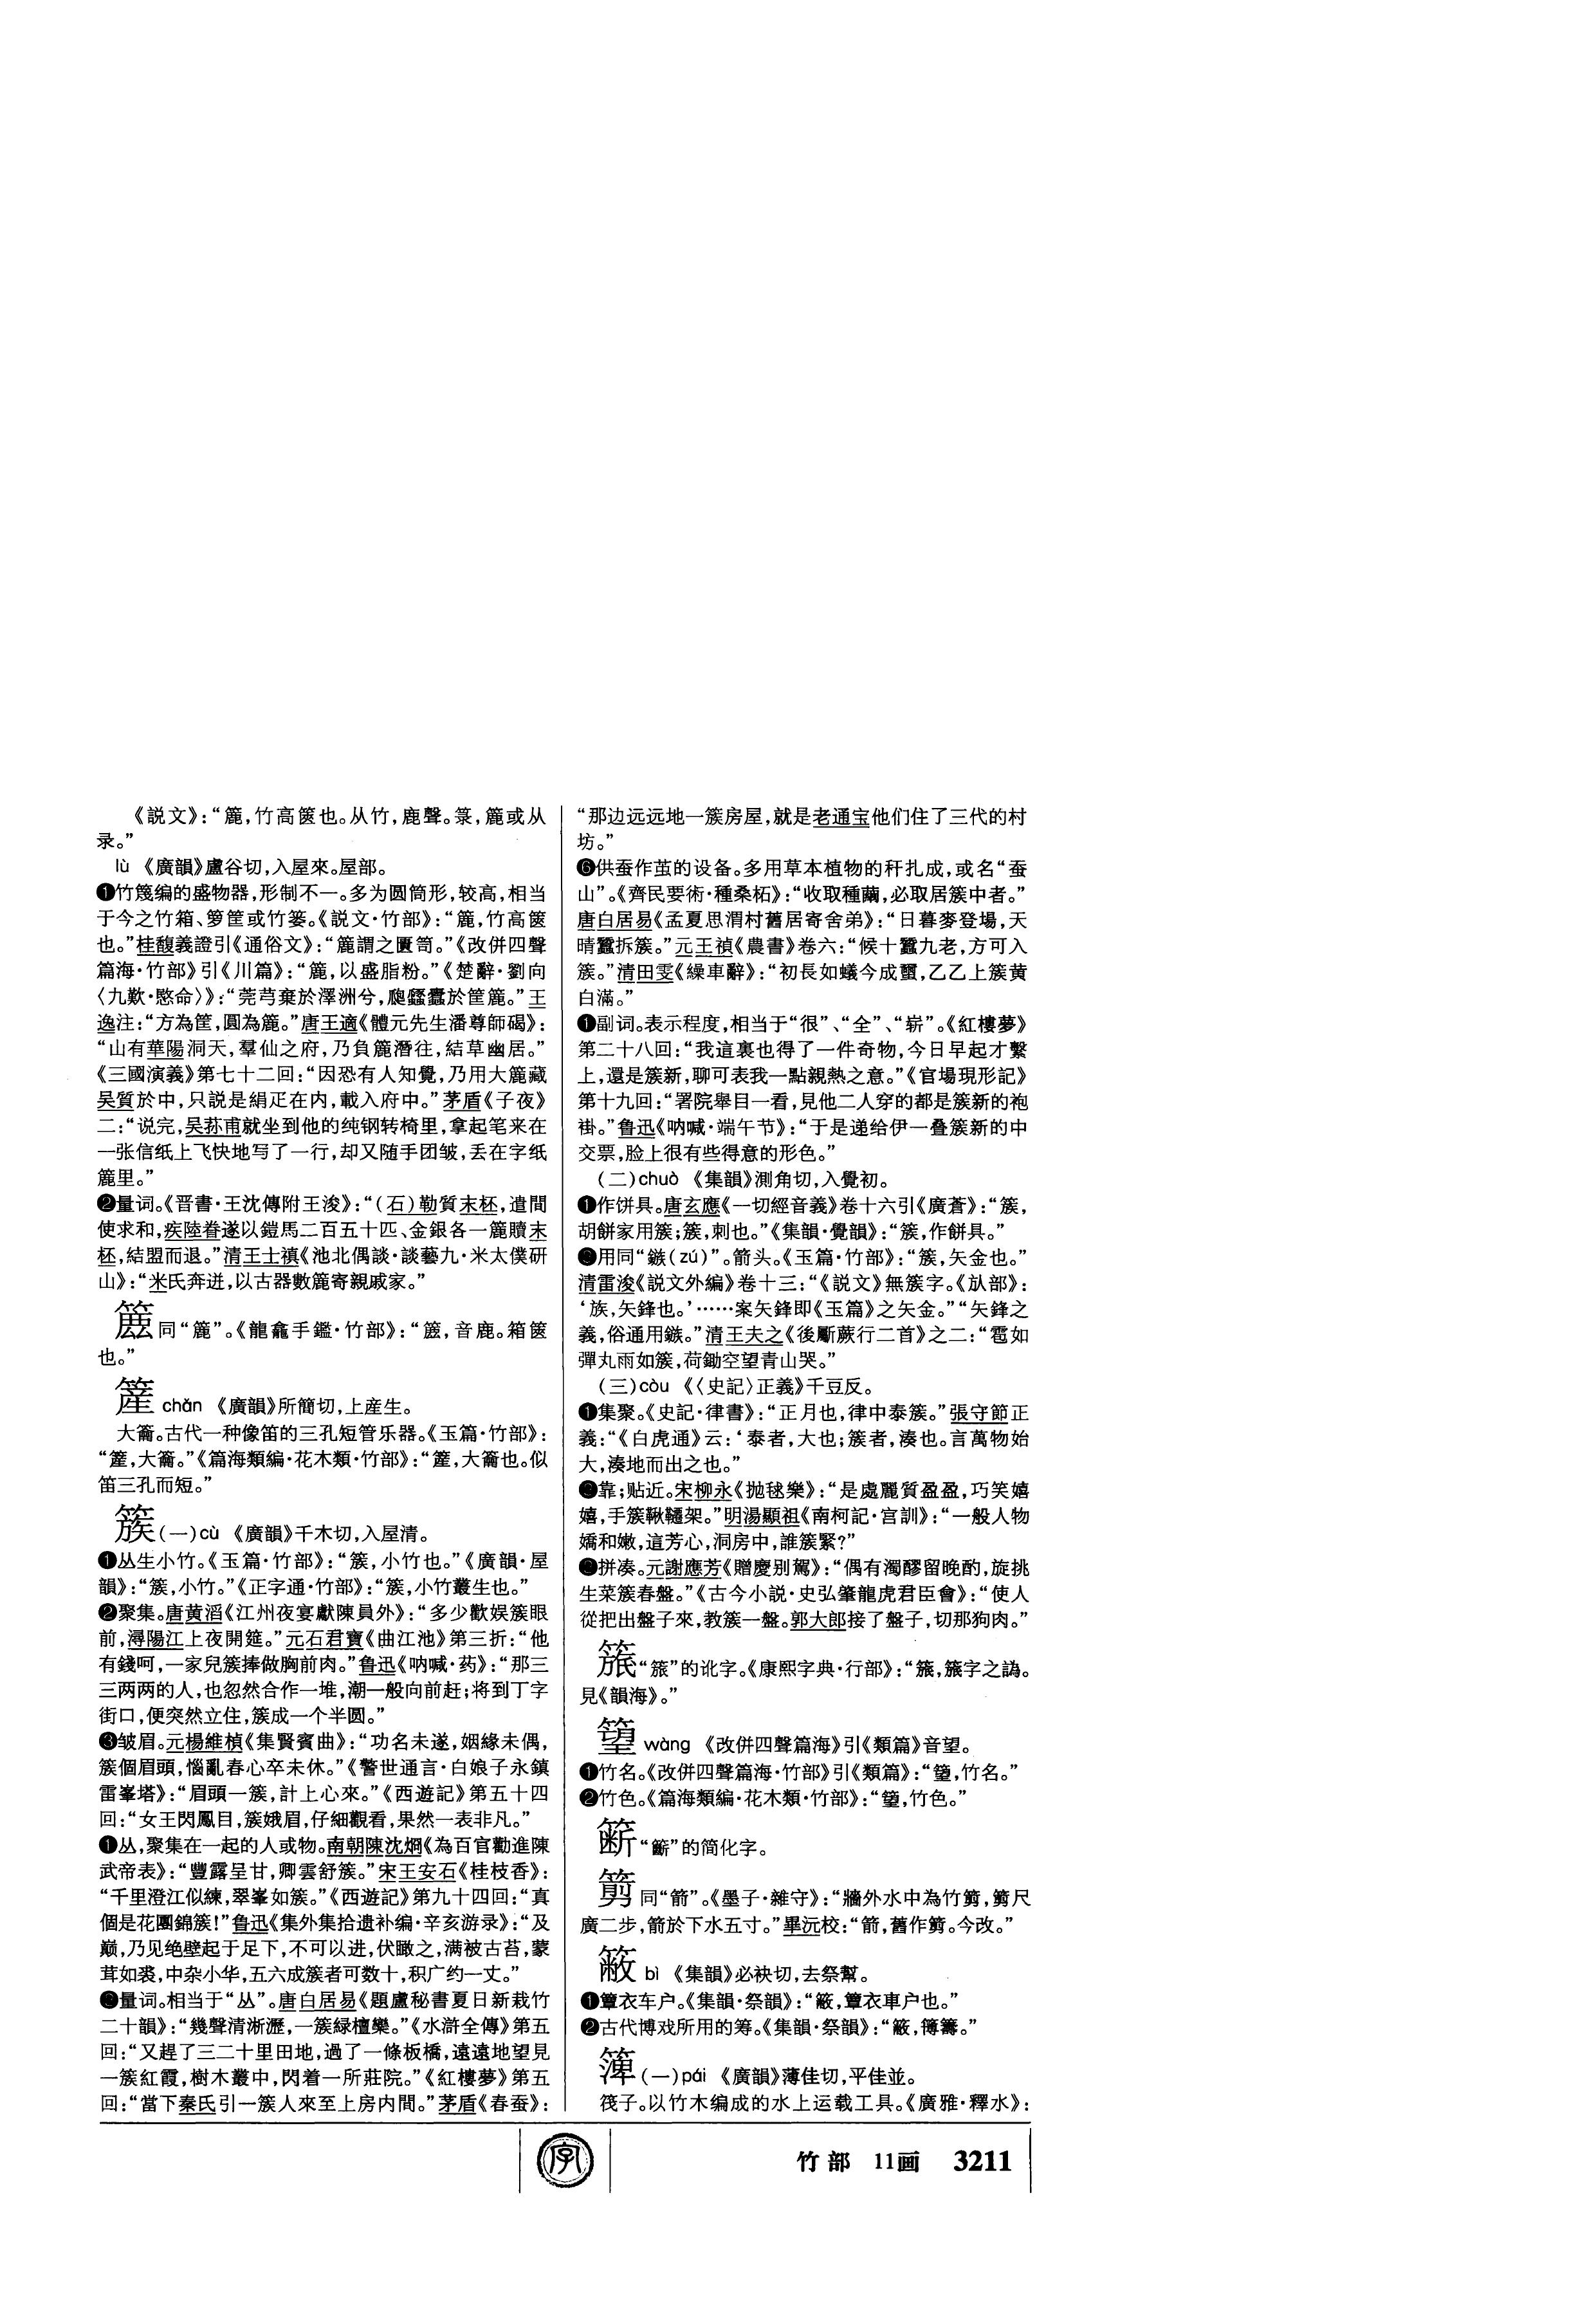 《説文》：“簏，竹高篋也。从竹，鹿聲。箓，簏或从
录。”
lù 《廣韻》盧谷切，入屋來。屋部。
❶竹篾编的盛物器，形制不一。多为圆筒形，较高，相当
于今之竹箱、箩筐或竹篓。《説文·竹部》：“簏，竹高篋
也。”桂馥義證引《通俗文》：“簏謂之匱笥。”《改併四聲
篇海·竹部》引《川篇》：“簏，以盛脂粉。”《楚辭·劉向
〈九歎·愍命〉》：“莞芎棄於澤洲兮，瓟蠡蠹於筐簏。”王
逸注：“方為筐，圓為簏。”唐王適《體元先生潘尊師碣》：
“山有華陽洞天，羣仙之府，乃負簏潛往，結草幽居。”
《三國演義》第七十二回：“因恐有人知覺，乃用大簏藏
吴質於中，只説是絹疋在内，載入府中。”茅盾《子夜》
二：“说完，吴荪甫就坐到他的纯钢转椅里，拿起笔来在
一张信纸上飞快地写了一行，却又随手团皱，丢在字纸
簏里。”
❷量词。《晋書·王沈傳附王浚》：“（石）勒質末柸，遣間
使求和，疾陸眷遂以鎧馬二百五十匹、金銀各一簏贖末
柸，結盟而退。”清王士禛《池北偶談·談藝九·米太僕研
山》：“米氏奔迸，以古器數簏寄親戚家。”
同“簏”。《龍龕手鑑·竹部》：“，音鹿。箱篋
也。”
簅 chǎn 《廣韻》所簡切，上産生。
大籥。古代一种像笛的三孔短管乐器。《玉篇·竹部》：
“簅，大籥。”《篇海類編·花木類·竹部》：“簅，大籥也。似
笛三孔而短。”
簇（一）cù 《廣韻》千木切，入屋清。
❶丛生小竹。《玉篇·竹部》：“簇，小竹也。”《廣韻·屋
韻》：“簇，小竹。”《正字通·竹部》：“簇，小竹叢生也。”
❷聚集。唐黄滔《江州夜宴獻陳員外》：“多少歡娱簇眼
前，潯陽江上夜開筵。”元石君寶《曲江池》第三折：“他
有錢呵，一家兒簇捧做胸前肉。”鲁迅《呐喊·药》：“那三
三两两的人，也忽然合作一堆，潮一般向前赶；将到丁字
街口，便突然立住，簇成一个半圆。”
❸皱眉。元楊維楨《集賢賓曲》：“功名未遂，姻緣未偶，
簇個眉頭，惱亂春心卒未休。”《警世通言·白娘子永鎮
雷峯塔》：“眉頭一簇，計上心來。”《西遊記》第五十四
回：“女王閃鳳目，簇娥眉，仔細觀看，果然一表非凡。”
❶丛，聚集在一起的人或物。南朝陳沈炯《為百官勸進陳
武帝表》：“豐露呈甘，卿雲舒簇。”宋王安石《桂枝香》：
“千里澄江似練，翠峯如簇。”《西遊記》第九十四回：“真
個是花團錦簇！”鲁迅《集外集拾遗补编·辛亥游录》：“及
巅，乃见绝壁起于足下，不可以进，伏瞰之，满被古苔，蒙
茸如裘，中杂小华，五六成簇者可数十，积广约一丈。”
量词。相当于“丛”。唐白居易《題盧秘書夏日新栽竹
二十韻》：“幾聲清淅瀝，一簇緑檀欒。”《水滸全傳》第五
回：“又趕了三二十里田地，過了一條板橋，遠遠地望見
一簇紅霞，樹木叢中，閃着一所莊院。”《紅樓夢》第五
回：“當下秦氏引一簇人來至上房内間。”茅盾《春蚕》：
“那边远远地一簇房屋，就是老通宝他们住了三代的村
坊。”
❻供蚕作茧的设备。多用草本植物的秆扎成，或名“蚕
山”。《齊民要術·種桑柘》：“收取種繭，必取居簇中者。”
唐白居易《孟夏思渭村舊居寄舍弟》：“日暮麥登場，天
晴蠶拆簇。”元王禎《農書》卷六：“候十蠶九老，方可入
簇。”清田雯《繰車辭》：“初長如蟻今成蠒，乙乙上簇黄
白滿。”
❶副词。表示程度，相当于“很”、“全”、“崭”。《紅樓夢》
第二十八回：“我這裏也得了一件奇物，今日早起才繫
上，還是簇新，聊可表我一點親熱之意。”《官場現形記》
第十九回：“署院舉目一看，見他二人穿的都是簇新的袍
褂。”鲁迅《呐喊·端午节》：“于是递给伊一叠簇新的中
交票，脸上很有些得意的形色。”
（二）chuò 《集韻》測角切，入覺初。
❶作饼具。唐玄應《一切經音義》卷十六引《廣蒼》：“簇，
胡餅家用簇；簇，刺也。”《集韻·覺韻》：“簇，作餅具。”
用同“鏃（zú）”。箭头。《玉篇·竹部》：“簇，矢金也。”
清雷浚《説文外編》卷十三：“《説文》無簇字。《㫃部》：
‘族，矢鋒也。’……案矢鋒即《玉篇》之矢金。”“矢鋒之
義，俗通用鏃。”清王夫之《後劚蕨行二首》之二：“雹如
彈丸雨如簇，荷鋤空望青山哭。”
（三）còu 《〈史記〉正義》千豆反。
❶集聚。《史記·律書》：“正月也，律中泰簇。”張守節正
義：“《白虎通》云：‘泰者，大也；簇者，湊也。言萬物始
大，湊地而出之也。”
靠；贴近。宋柳永《抛毬樂》：“是處麗質盈盈，巧笑嬉
嬉，手簇鞦韆架。”明湯顯祖《南柯記·宫訓》：“一般人物
嬌和嫩，這芳心，洞房中，誰簇緊？”
拼凑。元謝應芳《贈慶别駕》：“偶有濁醪留晚酌，旋挑
生菜簇春盤。”《古今小説·史弘肇龍虎君臣會》：“使人
從把出盤子來，教簇一盤。郭大郎接了盤子，切那狗肉。”
“”的讹字。《康熙字典·行部》：“，字之譌。
見《韻海》。”
wàng 《改併四聲篇海》引《類篇》音望。
❶竹名。《改併四聲篇海·竹部》引《類篇》：“，竹名。”
❷竹色。《篇海類編·花木類·竹部》：“，竹色。”
“簖”的简化字。
同“箭”。《墨子·雜守》：“牆外水中為竹，尺
廣二步，箭於下水五寸。”畢沅校：“箭，舊作。今改。”
bì 《集韻》必袂切，去祭幫。
❶簟衣车户。《集韻·祭韻》：“，簟衣車户也。”
❷古代博戏所用的筹。《集韻·祭韻》：“，簙籌。”
簰（一）pái 《廣韻》薄佳切，平佳並。
筏子。以竹木编成的水上运载工具。《廣雅·釋水》：
字
竹部 11画 3211